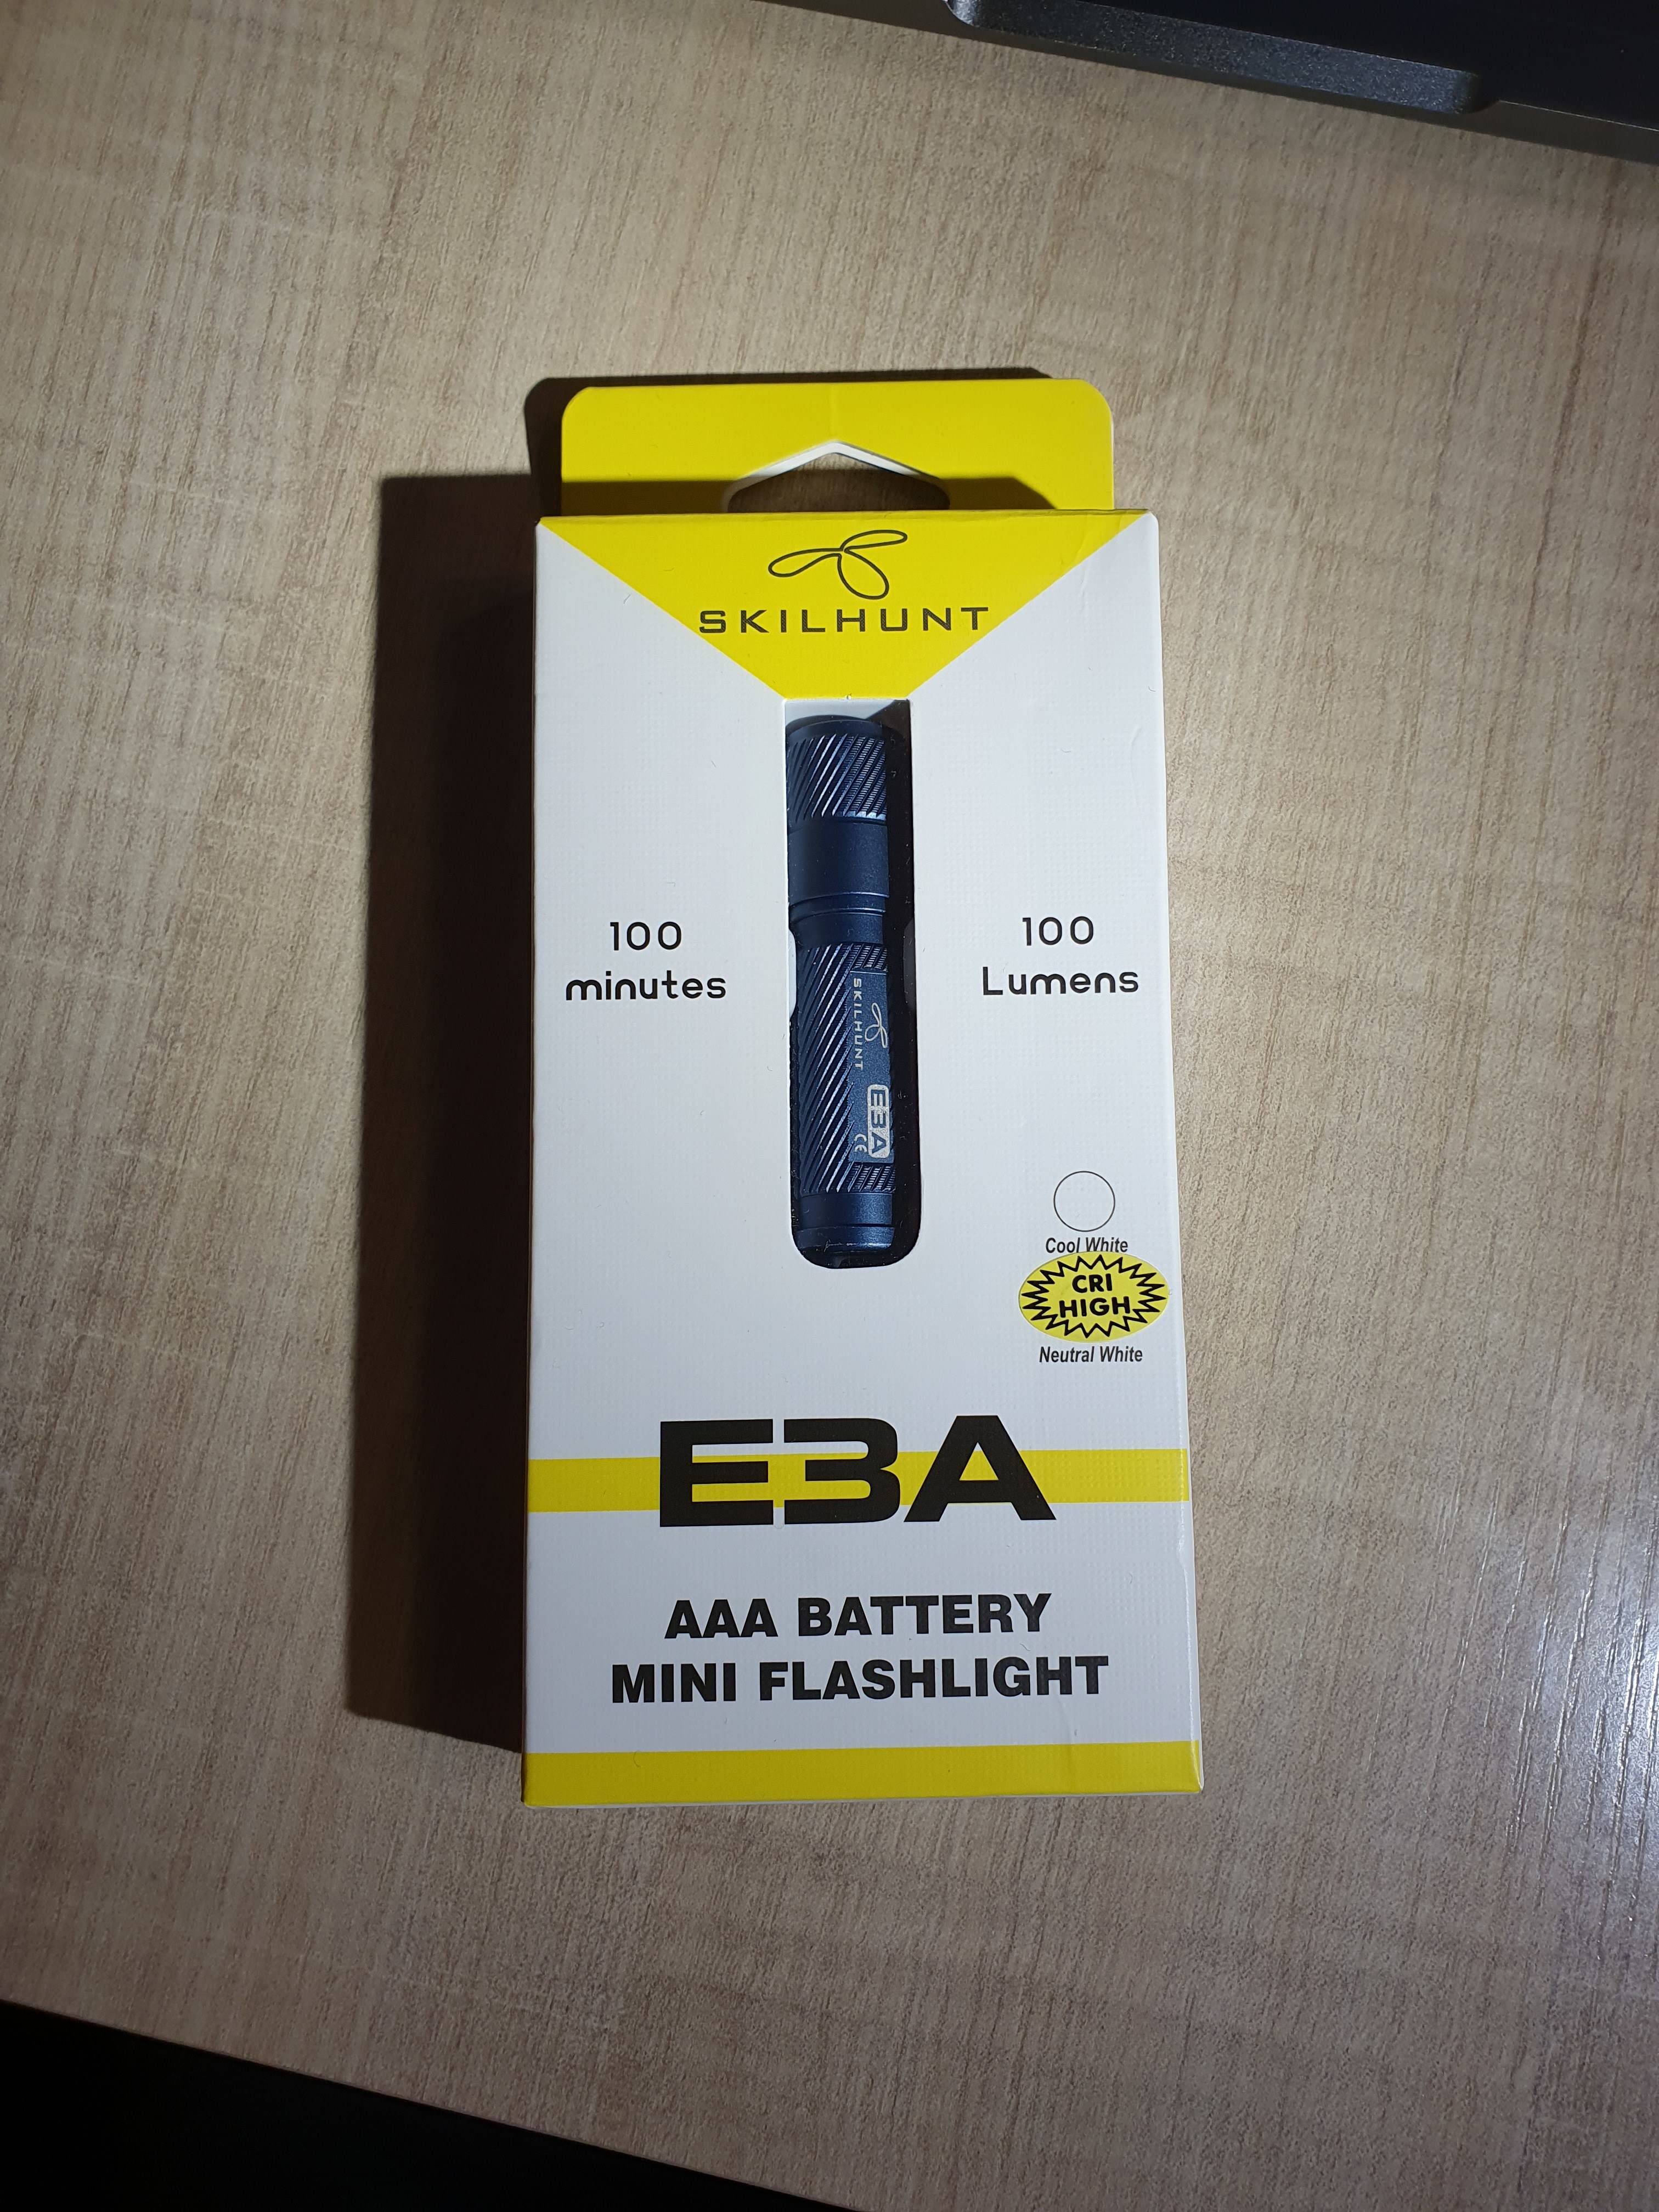 SKILHUNT
100
minutes
100
Lumens
SKILHUNT
E3A
CE
Cool White
CRI
HIGH
Neutral White
E3A
AAA BATTERY
MINI FLASHLIGHT